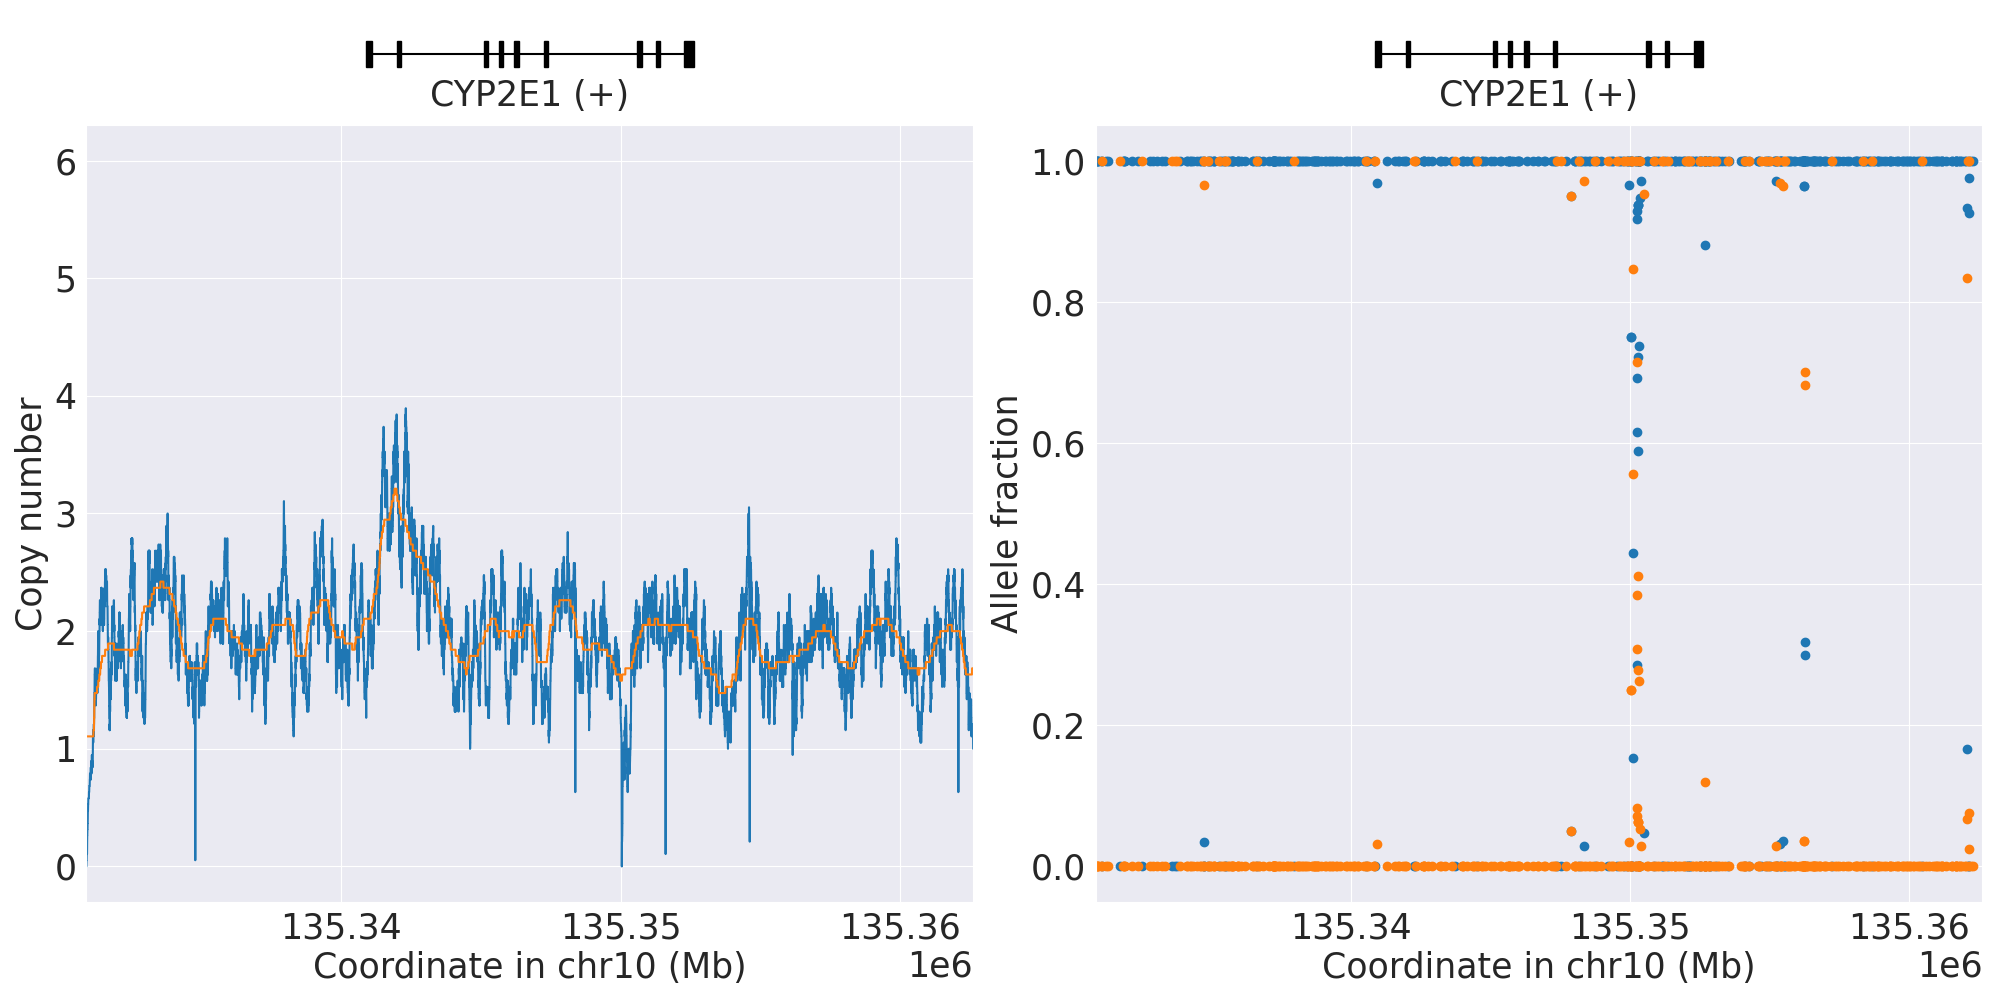 CYP2E1 (+)
6
5
4
3
2
1
0
Copy number
135.34 135.35 135.36
Coordinate in chr10 (Mb)
1e6
CYP2E1 (+)
1.0
0.8
0.6
0.4
0.2
0.0
Allele fraction
135.34 135.35 135.36
Coordinate in chr10 (Mb)
1e6